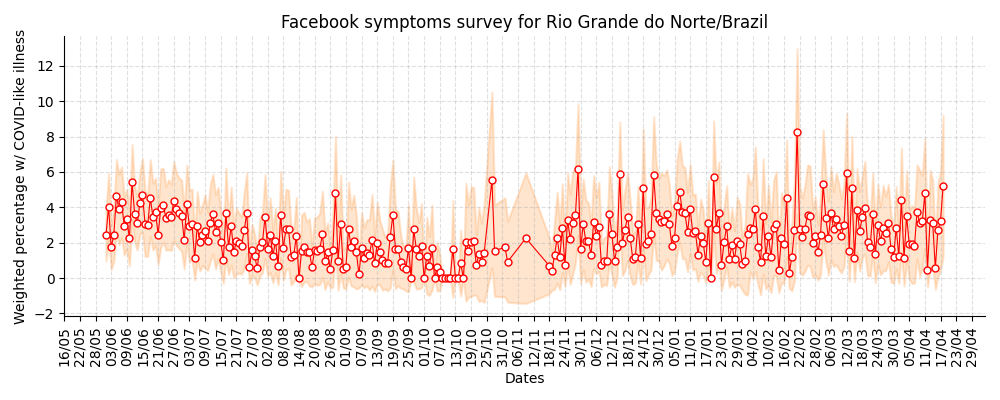 Facebook symptoms survey for Rio Grande do Norte/Brazil
Weighted percentage w/ COVID-like illness
12
10
8
6
4
2
0
−2
16/05 22/05 28/05 03/06 09/06 15/06 21/06 27/06 03/07 09/07 15/07 21/07 27/07 02/08 08/08 14/08 20/08 26/08 01/09 07/09 13/09 19/09 25/09 01/10 07/10 13/10 19/10 25/10 31/10 06/11 12/11 18/11 24/11 30/11 06/12 12/12 18/12 24/12 30/12 05/01 11/01 17/01 23/01 29/01 04/02 10/02 16/02 22/02 28/02 06/03 12/03 18/03 24/03 30/03 05/04 11/04 17/04 23/04 29/04
Dates